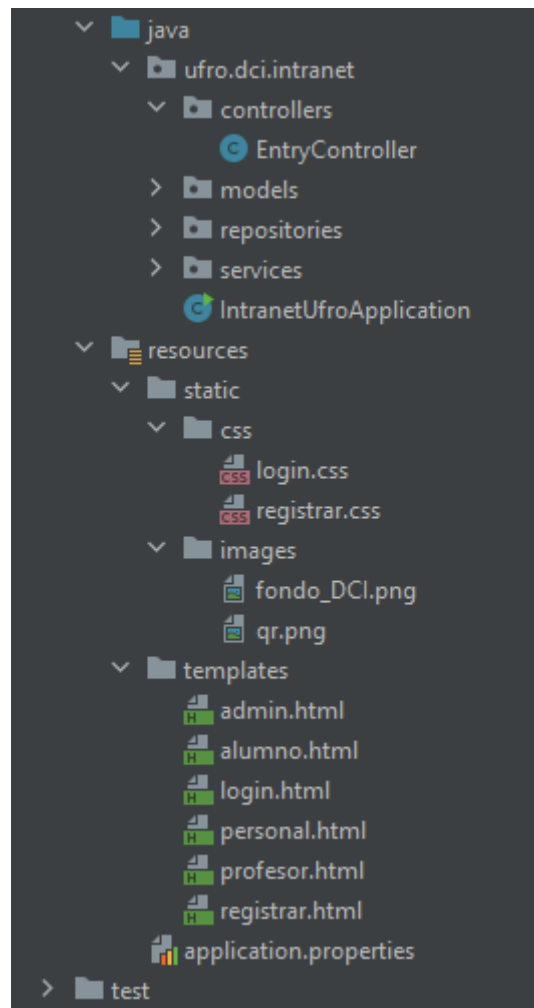 java
ufro.dci.intranet
controllers
C EntryController
models
repositories
services
C IntranetUfroApplication
resources
static
css
CSS login.css
CSS registrar.css
images
fondo_DCI.png
qr.png
templates
H admin.html
H alumno.html
H login.html
H personal.html
H profesor.html
H registrar.html
application.properties
test